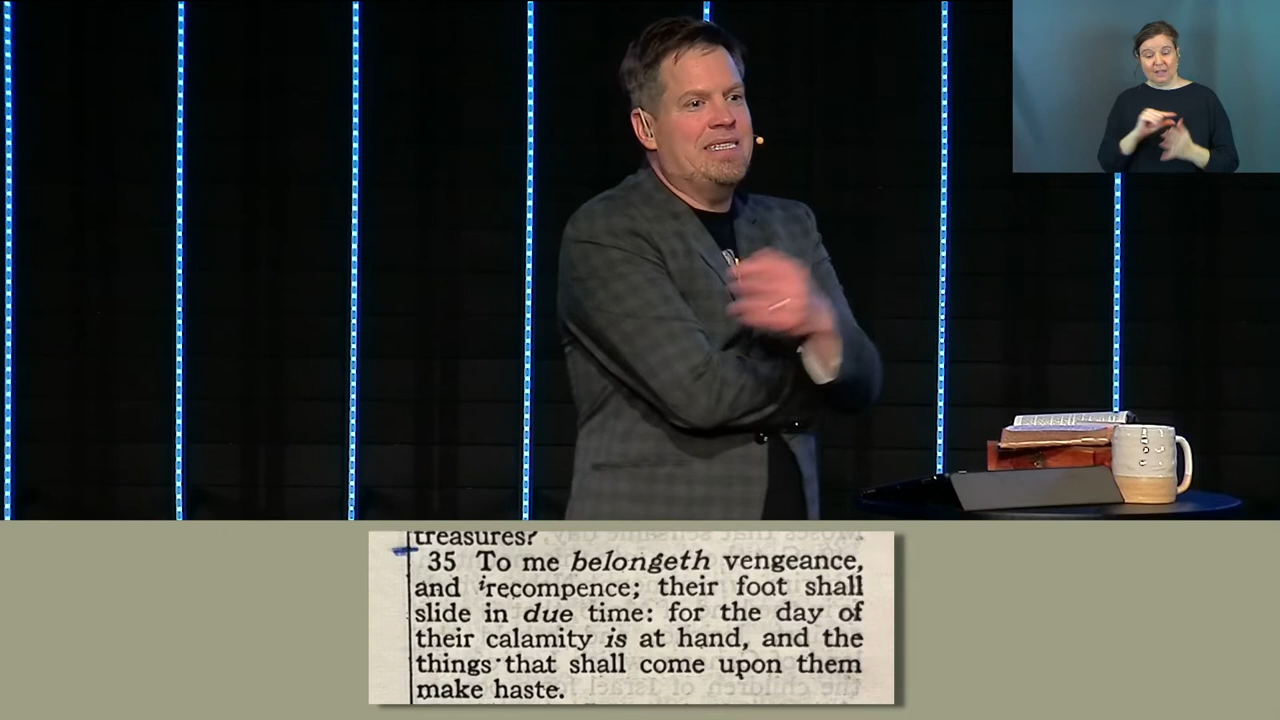 treasures?
35 To me belongeth vengeance,
and ⁱrecompence; their foot shall
slide in due time: for the day of
their calamity is at hand, and the
things that shall come upon them
make haste.